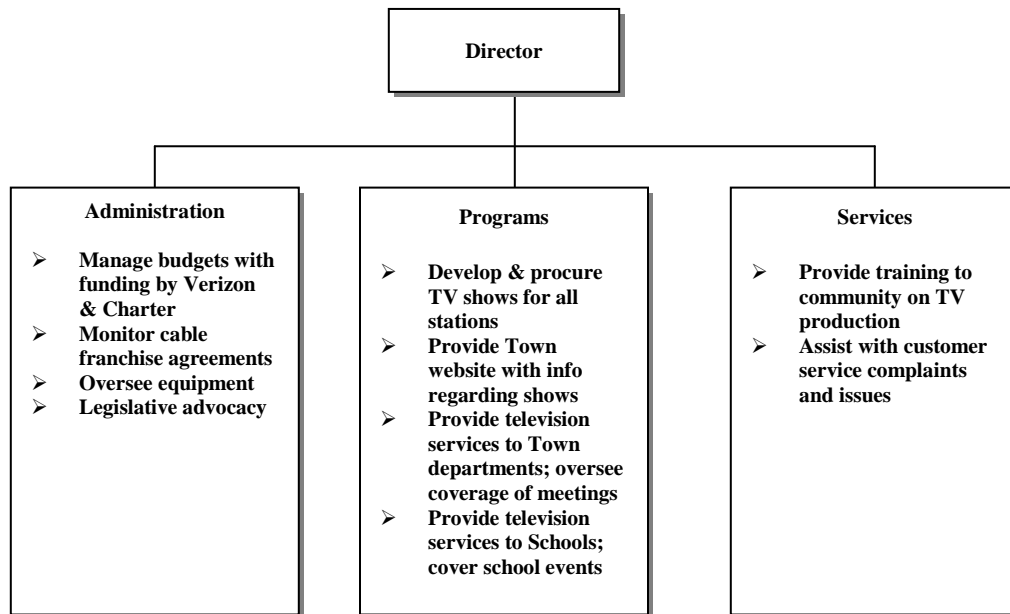 Director
Administration
➢ Manage budgets with
funding by Verizon
& Charter
➢ Monitor cable
franchise agreements
➢ Oversee equipment
➢ Legislative advocacy
Programs
➢ Develop & procure
TV shows for all
stations
➢ Provide Town
website with info
regarding shows
➢ Provide television
services to Town
departments; oversee
coverage of meetings
➢ Provide television
services to Schools;
cover school events
Services
➢ Provide training to
community on TV
production
➢ Assist with customer
service complaints
and issues